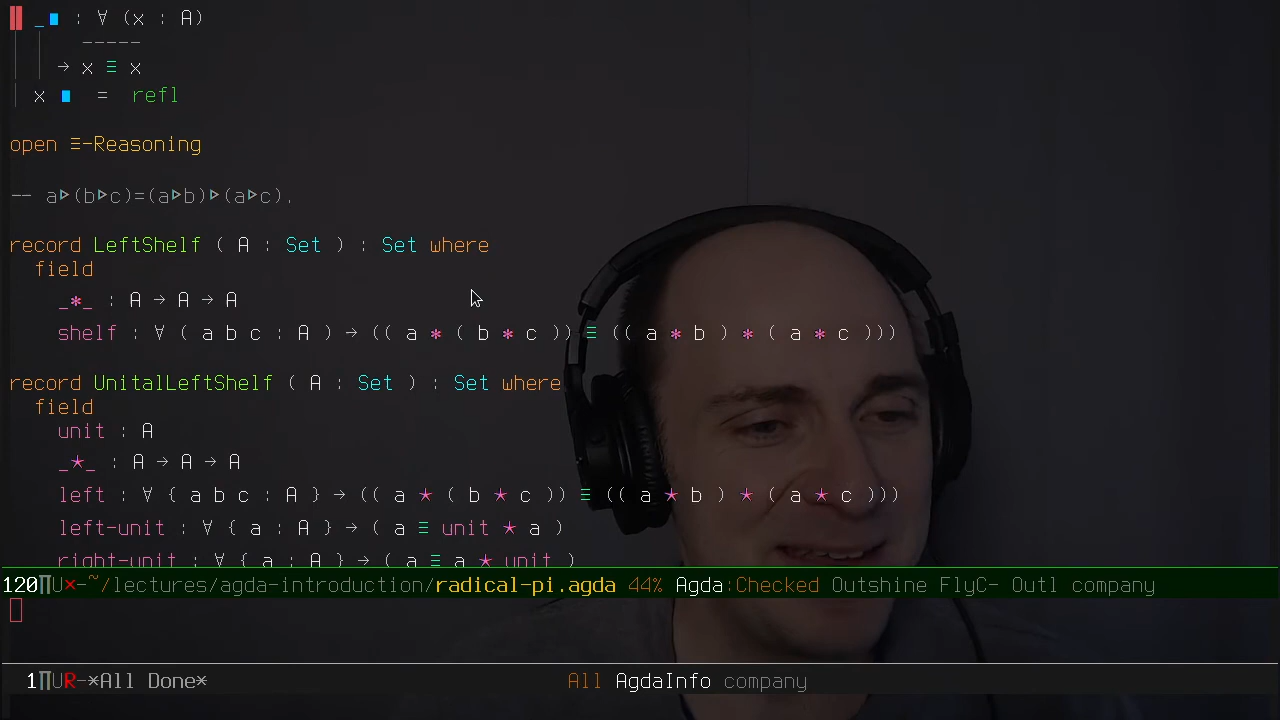 _∎ : ∀ (x : A)
-----
→ x ≡ x
x ∎ = refl
open ≡-Reasoning
-- a▹(b▹c)=(a▹b)▹(a▹c).
record LeftShelf ( A : Set ) : Set where
field
_*_ : A → A → A
shelf : ∀ ( a b c : A ) → (( a * ( b * c )) ≡ (( a * b ) * ( a * c )))
record UnitalLeftShelf ( A : Set ) : Set where
field
unit : A
_⋆_ : A → A → A
left : ∀ { a b c : A } → (( a ⋆ ( b ⋆ c )) ≡ (( a ⋆ b ) ⋆ ( a ⋆ c )))
left-unit : ∀ { a : A } → ( a ≡ unit ⋆ a )
right-unit : ∀ { a : A } → ( a ≡ a ⋆ unit )
120∏U×-~/lectures/agda-introduction/radical-pi.agda 44% Agda:Checked Outshine FlyC- Outl company
1∏UR-*All Done* All AgdaInfo company